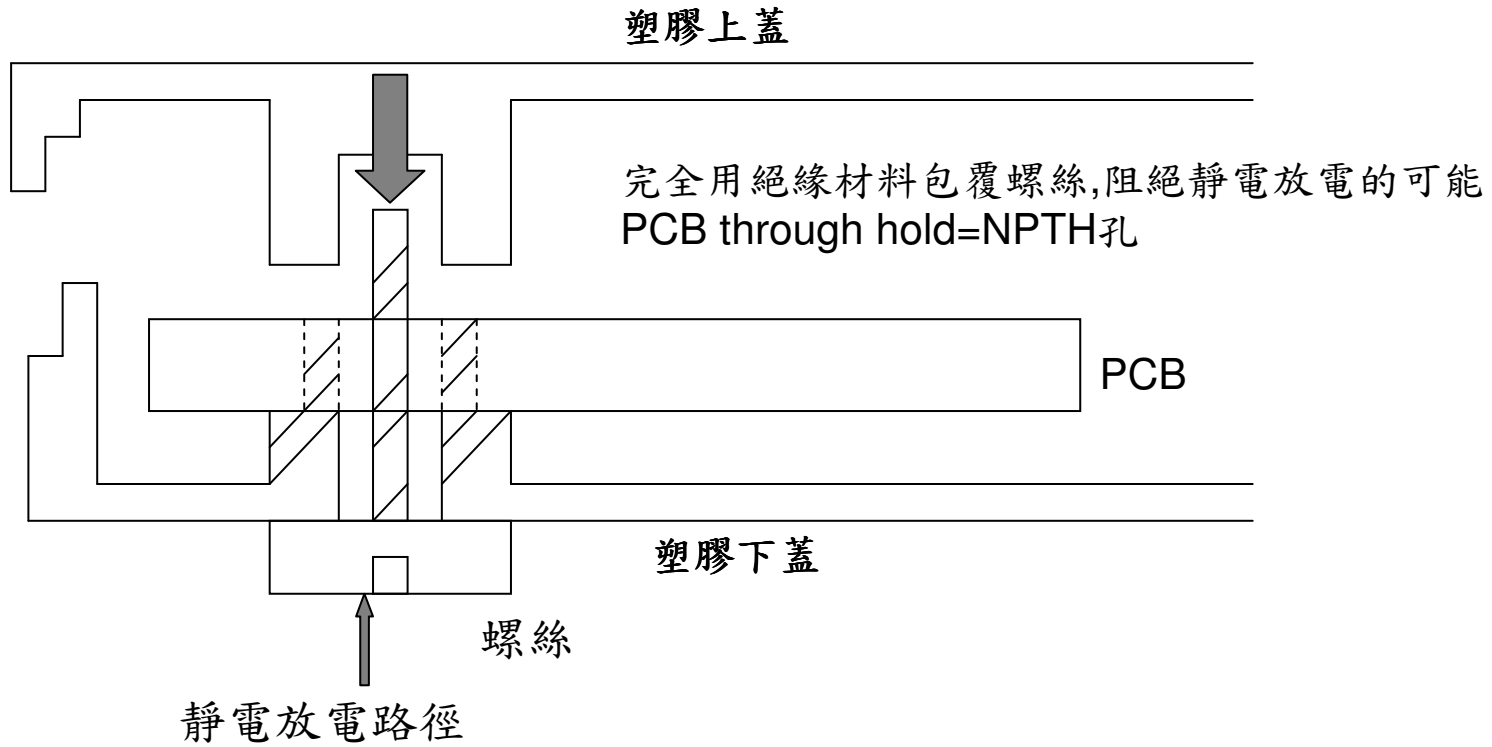 塑膠上蓋
完全用絕緣材料包覆螺絲,阻絕靜電放電的可能
PCB through hold=NPTH孔
PCB
塑膠下蓋
螺絲
靜電放電路徑